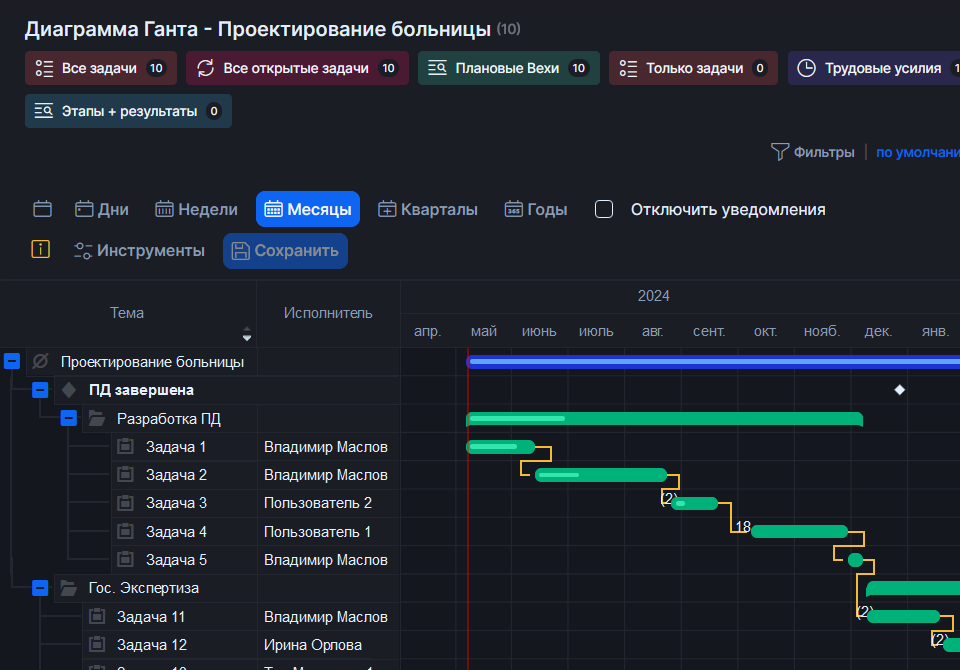 Диаграмма Ганта - Проектирование больницы (10)
Все задачи 10 Все открытые задачи 10 Плановые Вехи 10 Только задачи 0 Трудовые усилия
Этапы + результаты 0
Фильтры по умолчани
Дни Недели Месяцы Кварталы 365 Годы Отключить уведомления
Инструменты Сохранить
2024
Тема Исполнитель
апр. май июнь июль авг. сент. окт. нояб. дек. янв.
Проектирование больницы
ПД завершена
Разработка ПД
Задача 1 Владимир Маслов
Задача 2 Владимир Маслов
Задача 3 Пользователь 2 (2)
Задача 4 Пользователь 1 18
Задача 5 Владимир Маслов
Гос. Экспертиза
Задача 11 Владимир Маслов (2)
Задача 12 Ирина Орлова (2)